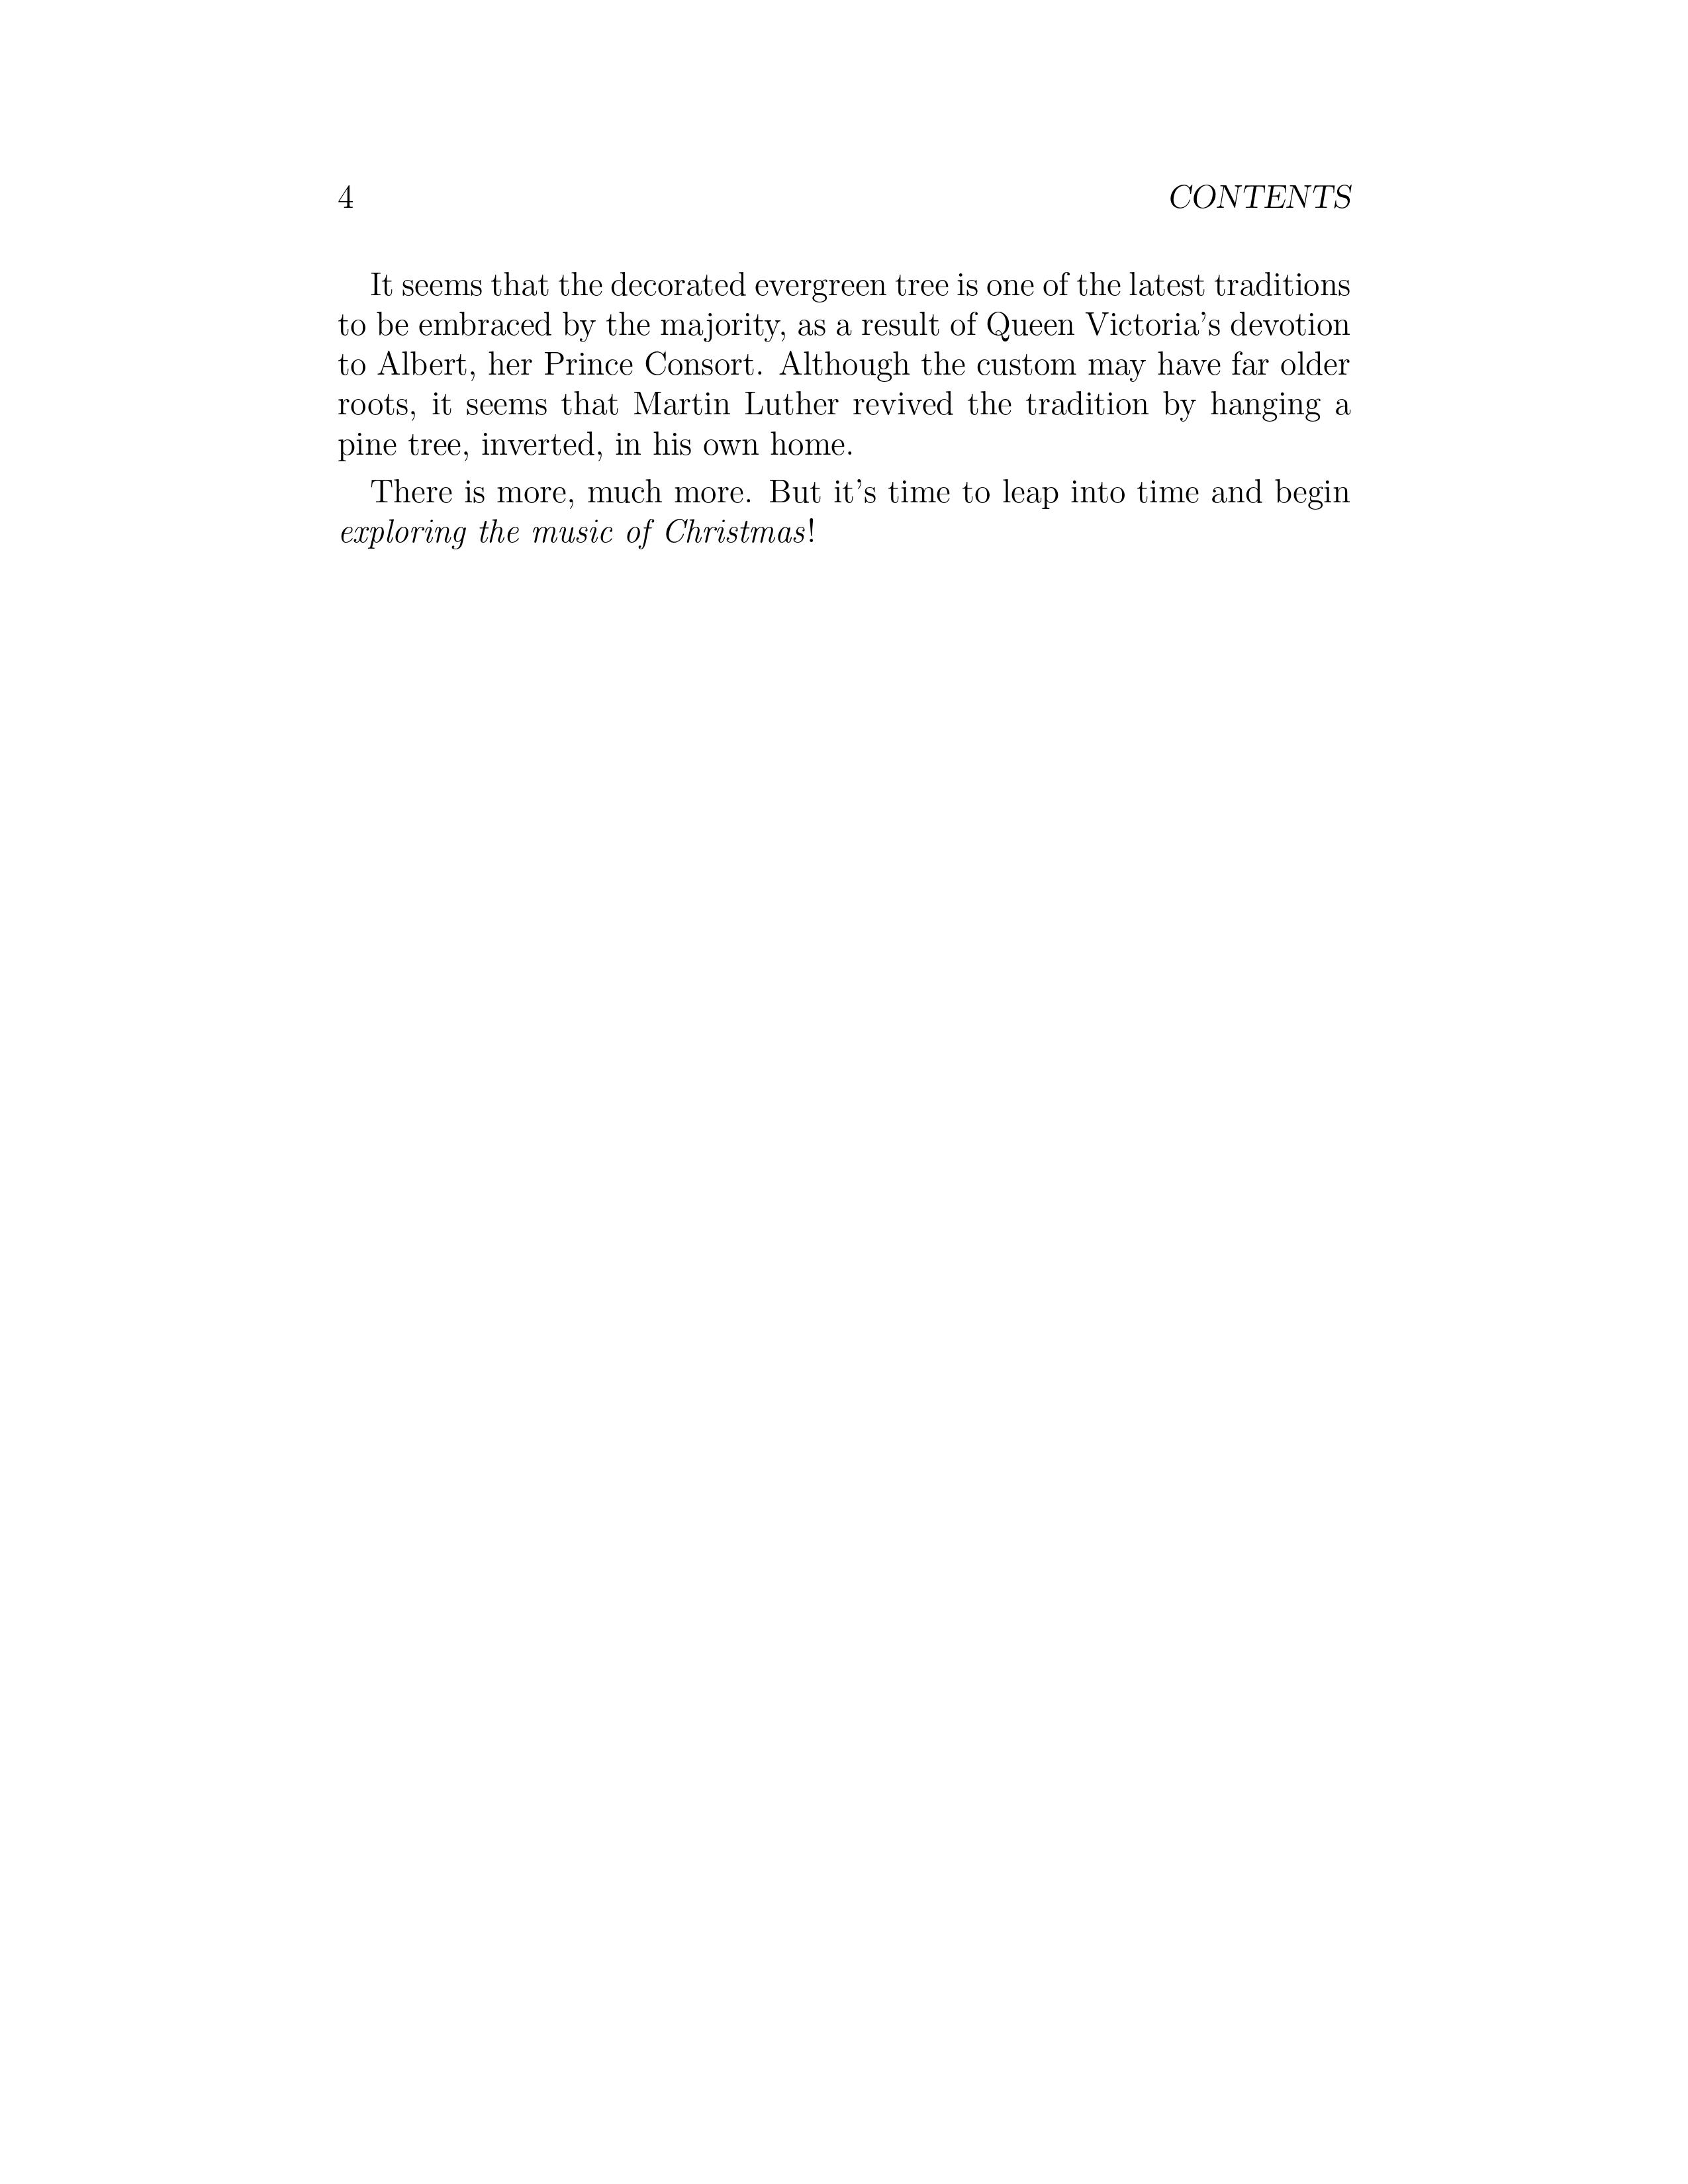 4 CONTENTS
It seems that the decorated evergreen tree is one of the latest traditions
to be embraced by the majority, as a result of Queen Victoria's devotion
to Albert, her Prince Consort. Although the custom may have far older
roots, it seems that Martin Luther revived the tradition by hanging a
pine tree, inverted, in his own home.
There is more, much more. But it's time to leap into time and begin
exploring the music of Christmas!